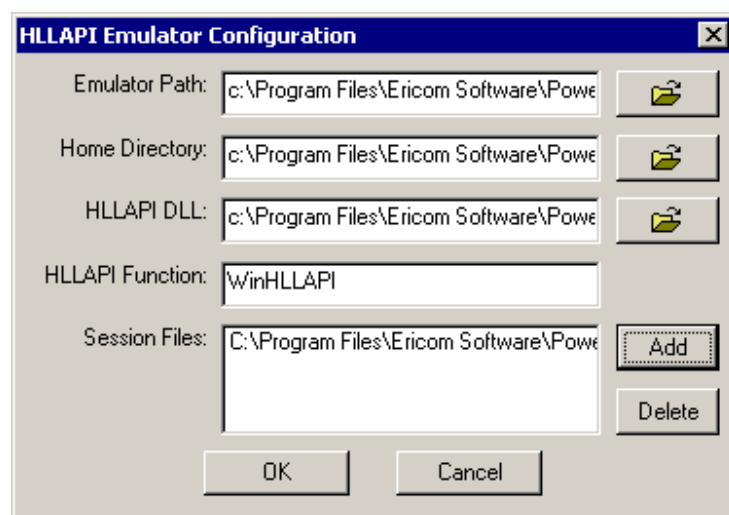 HLLAPI Emulator Configuration
Emulator Path: c:\Program Files\Ericom Software\Powe
Home Directory: c:\Program Files\Ericom Software\Powe
HLLAPI DLL: c:\Program Files\Ericom Software\Powe
HLLAPI Function: WinHLLAPI
Session Files: C:\Program Files\Ericom Software\Powe Add
Delete
OK Cancel